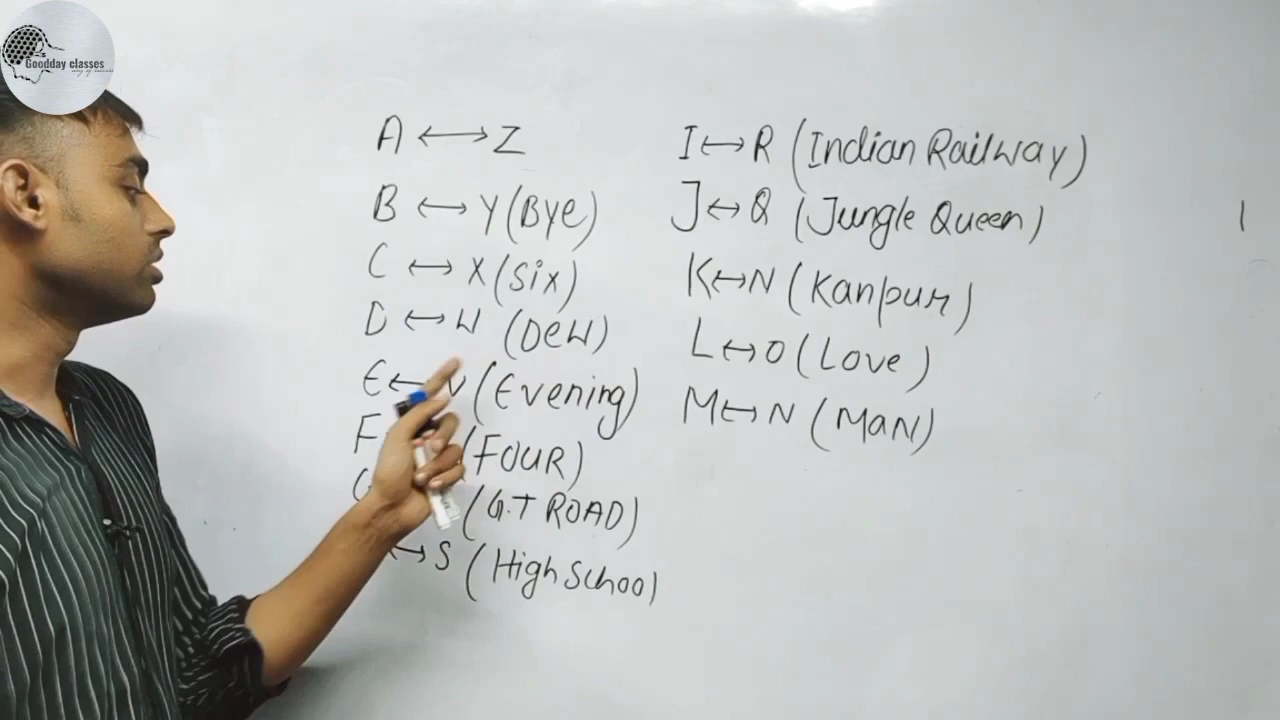 Goodday classes
A ↔ Z
B ↔ Y (Bye)
C ↔ X (Six)
D ↔ W (Dew)
E ↔ V (Evening)
F (FOUR)
G (G.T ROAD)
↔ S (High School)
I ↔ R (Indian Railway)
J ↔ Q (Jungle Queen)
K ↔ N (Kanpur)
L ↔ O (Love)
M ↔ N (MaN)